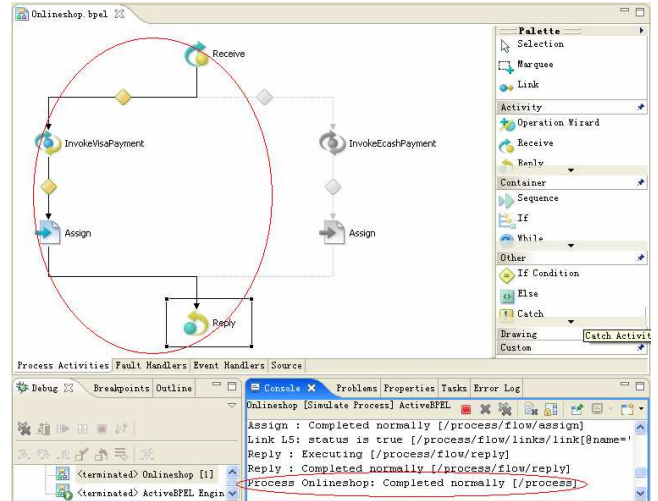 Onlineshop.bpel
Receive
InvokeVisaPayment
InvokeEcashPayment
Assign
Assign
Reply
Palette
Selection
Marquee
Link
Activity
Operation Wizard
Receive
Reply
Container
Sequence
If
While
Other
If Condition
Else
Catch
Drawing
Catch Activit
Custom
Process Activities Fault Handlers Event Handlers Source
Debug Breakpoints Outline
<terminated> Onlineshop [1]
<terminated> ActiveBPEL Engin
Console Problems Properties Tasks Error Log
Onlineshop [Simulate Process] ActiveBPEL
Assign : Completed normally [/process/flow/assign]
Link L5: status is true [/process/flow/links/link[@name='
Reply : Executing [/process/flow/reply]
Reply : Completed normally [/process/flow/reply]
Process Onlineshop: Completed normally [/process]